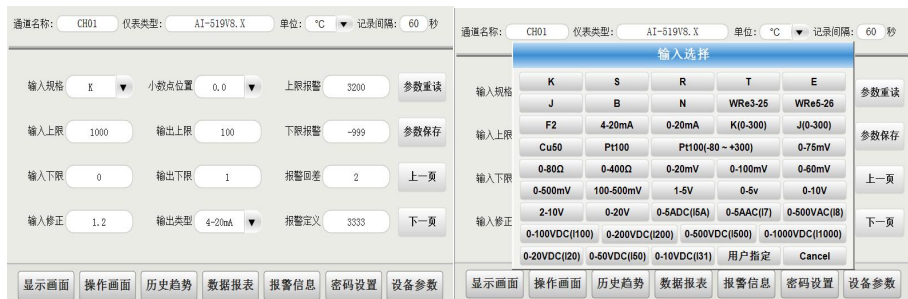 通道名称: CH01 仪表类型: AI-519V8.X 单位: °C 记录间隔: 60 秒
输入规格 K 小数点位置 0.0 上限报警 3200 参数重读
输入上限 1000 输出上限 100 下限报警 -999 参数保存
输入下限 0 输出下限 1 报警回差 2 上一页
输入修正 1.2 输出类型 4-20mA 报警定义 3333 下一页
显示画面 操作画面 历史趋势 数据报表 报警信息 密码设置 设备参数
通道名称: CH01 仪表类型: AI-519V8.X 单位: °C 记录间隔: 60 秒
输入选择
输入规格
输入上限
输入下限
输入修正
K S R T E
J B N WRe3-25 WRe5-26
F2 4-20mA 0-20mA K(0-300) J(0-300)
Cu50 Pt100 Pt100(-80 ~ +300) 0-75mV
0-80Ω 0-400Ω 0-20mV 0-100mV 0-60mV
0-500mV 100-500mV 1-5V 0-5v 0-10V
2-10V 0-20V 0-5ADC(I5A) 0-5AAC(I7) 0-500VAC(I8)
0-100VDC(I100) 0-200VDC(I200) 0-500VDC(I500) 0-1000VDC(I1000)
0-20VDC(I20) 0-50VDC(I50) 0-10VDC(I31) 用户指定 Cancel
参数重读
参数保存
上一页
下一页
显示画面 操作画面 历史趋势 数据报表 报警信息 密码设置 设备参数